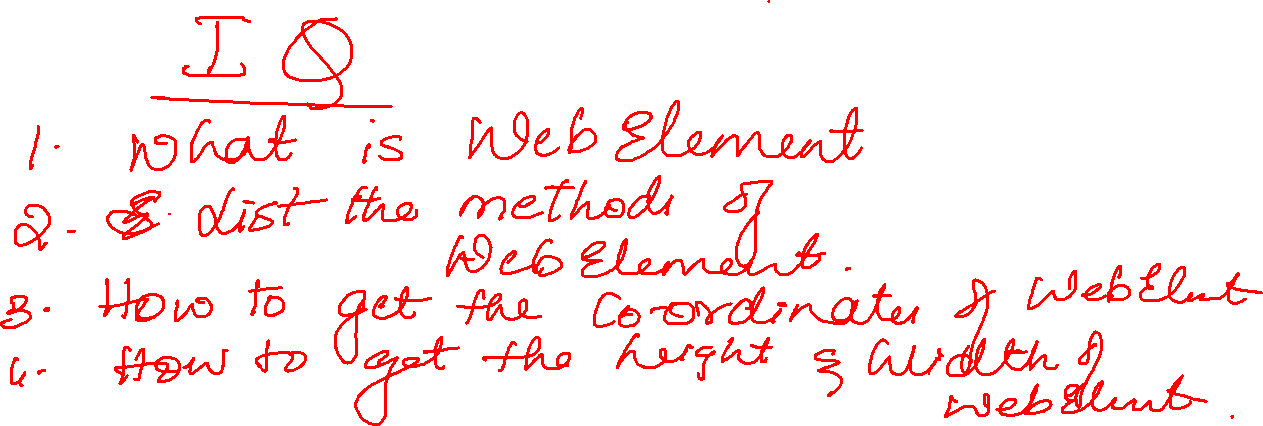 IQ
1. What is WebElement
2. List the methods of
WebElement.
3. How to get the Co-ordinates of WebElmt
4. How to get the height & Width of
WebElmt.